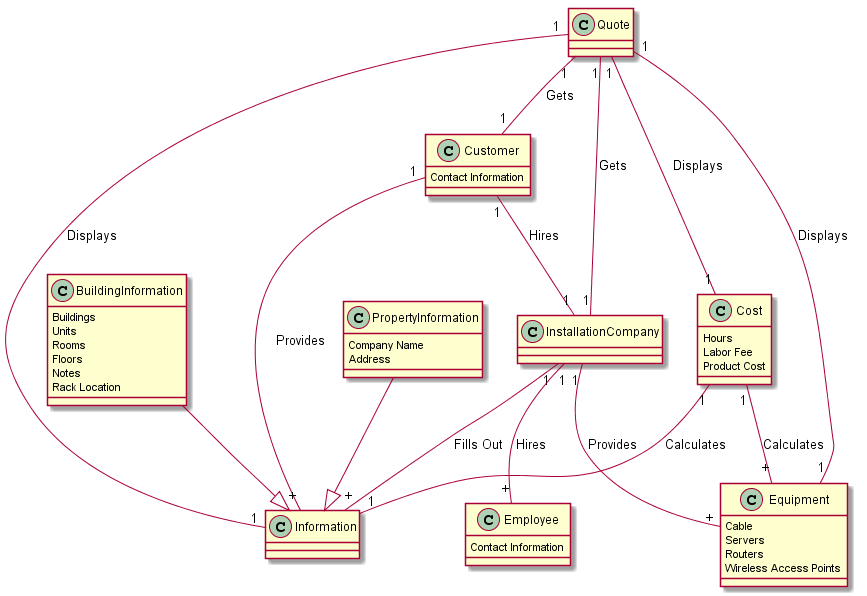 C Quote
1
1
1
1
1
1
Gets
1
C Customer
Contact Information
Gets
Displays
1
1
Displays
Hires
Displays
C BuildingInformation
Buildings
Units
Rooms
Floors
Notes
Rack Location
C PropertyInformation
Company Name
Address
Provides
1
1
C InstallationCompany
1
C Cost
Hours
Labor Fee
Product Cost
1
1
1
1
1
Fills Out
Hires
Provides
Calculates
Calculates
+
1
+
+
1
+
1
+
C Information
C Employee
Contact Information
C Equipment
Cable
Servers
Routers
Wireless Access Points